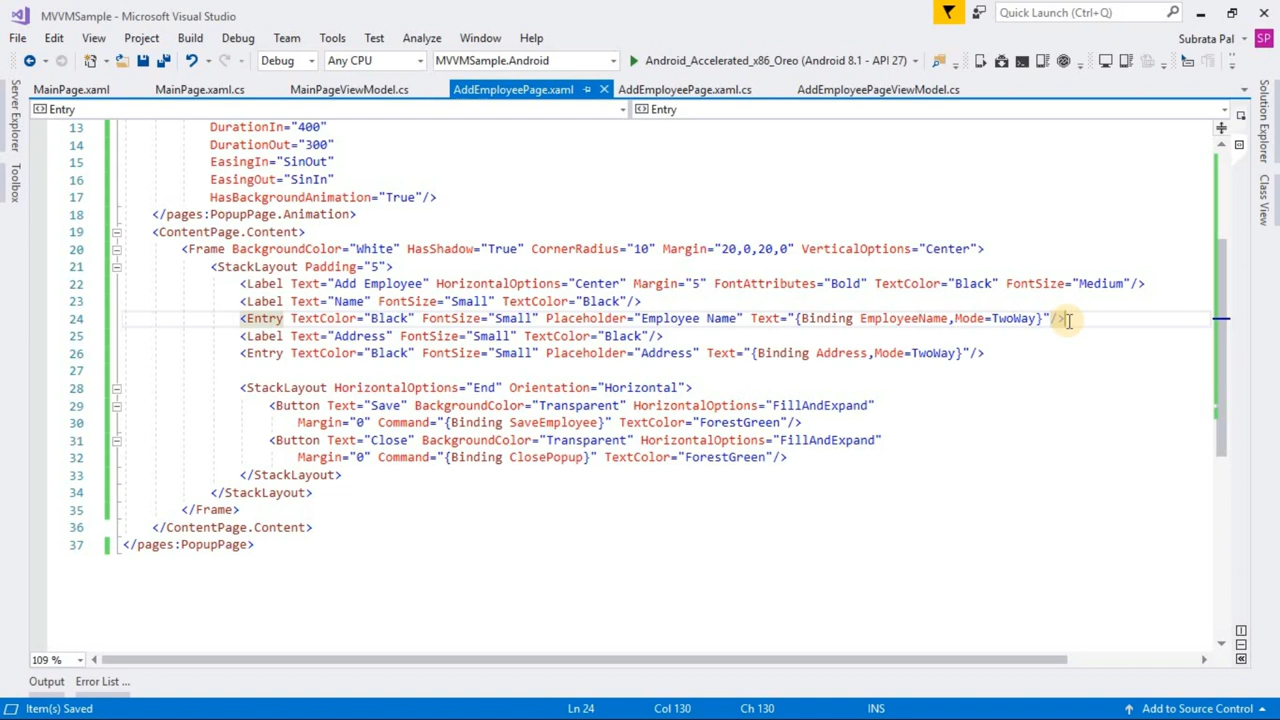 MVVMSample - Microsoft Visual Studio
Quick Launch (Ctrl+Q)
File Edit View Project Build Debug Team Tools Test Analyze Window Help
Subrata Pal SP
Debug Any CPU MVVMSample.Android Android_Accelerated_x86_Oreo (Android 8.1 - API 27)
MainPage.xaml MainPage.xaml.cs MainPageViewModel.cs AddEmployeePage.xaml AddEmployeePage.xaml.cs AddEmployeePageViewModel.cs
Entry Entry
Server Explorer
Toolbox
Solution Explorer
Class View
13 DurationIn="400"
14 DurationOut="300"
15 EasingIn="SinOut"
16 EasingOut="SinIn"
17 HasBackgroundAnimation="True"/>
18 </pages:PopupPage.Animation>
19 <ContentPage.Content>
20 <Frame BackgroundColor="White" HasShadow="True" CornerRadius="10" Margin="20,0,20,0" VerticalOptions="Center">
21 <StackLayout Padding="5">
22 <Label Text="Add Employee" HorizontalOptions="Center" Margin="5" FontAttributes="Bold" TextColor="Black" FontSize="Medium"/>
23 <Label Text="Name" FontSize="Small" TextColor="Black"/>
24 <Entry TextColor="Black" FontSize="Small" Placeholder="Employee Name" Text="{Binding EmployeeName,Mode=TwoWay}"/>
25 <Label Text="Address" FontSize="Small" TextColor="Black"/>
26 <Entry TextColor="Black" FontSize="Small" Placeholder="Address" Text="{Binding Address,Mode=TwoWay}"/>
27
28 <StackLayout HorizontalOptions="End" Orientation="Horizontal">
29 <Button Text="Save" BackgroundColor="Transparent" HorizontalOptions="FillAndExpand"
30 Margin="0" Command="{Binding SaveEmployee}" TextColor="ForestGreen"/>
31 <Button Text="Close" BackgroundColor="Transparent" HorizontalOptions="FillAndExpand"
32 Margin="0" Command="{Binding ClosePopup}" TextColor="ForestGreen"/>
33 </StackLayout>
34 </StackLayout>
35 </Frame>
36 </ContentPage.Content>
37 </pages:PopupPage>
109 %
Output Error List ...
Item(s) Saved Ln 24 Col 130 Ch 130 INS Add to Source Control